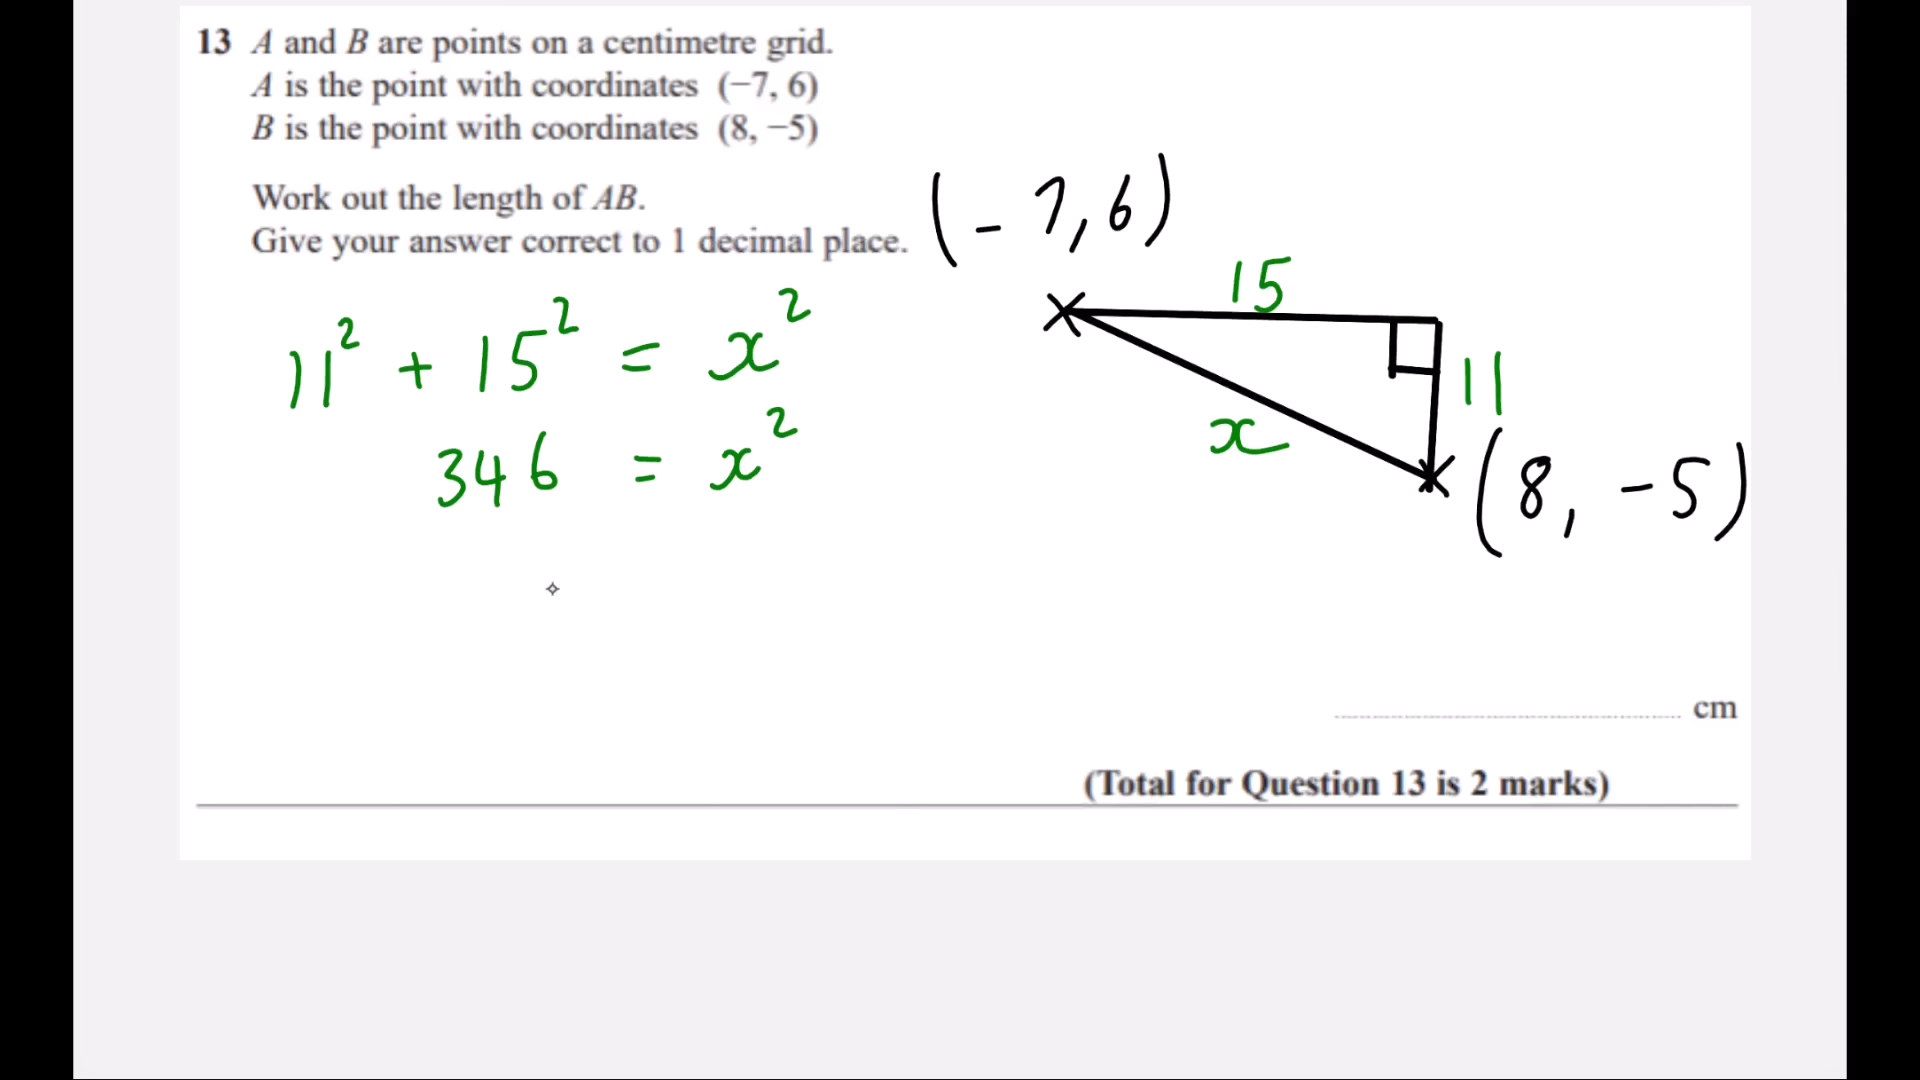 13 A and B are points on a centimetre grid.
A is the point with coordinates (−7, 6)
B is the point with coordinates (8, −5)
Work out the length of AB.
Give your answer correct to 1 decimal place.
(-7,6)
15
11² + 15² = x²
11
x
346 = x²
(8, -5)
cm
(Total for Question 13 is 2 marks)